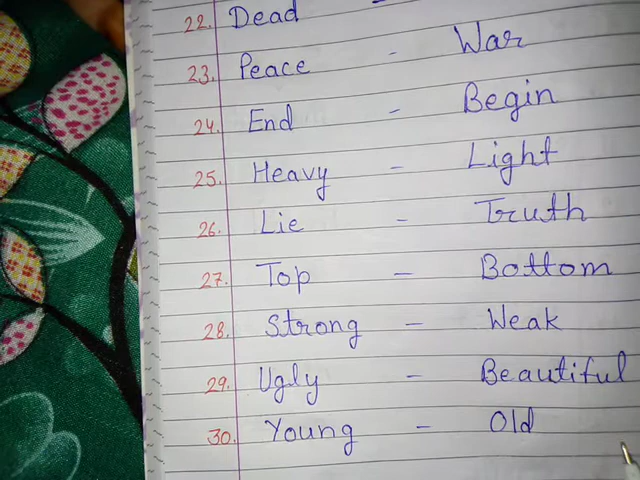 22. Dead -
23. Peace - War
24. End - Begin
25. Heavy - Light
26. Lie - Truth
27. Top - Bottom
28. Strong - Weak
29. Ugly - Beautiful
30. Young - Old